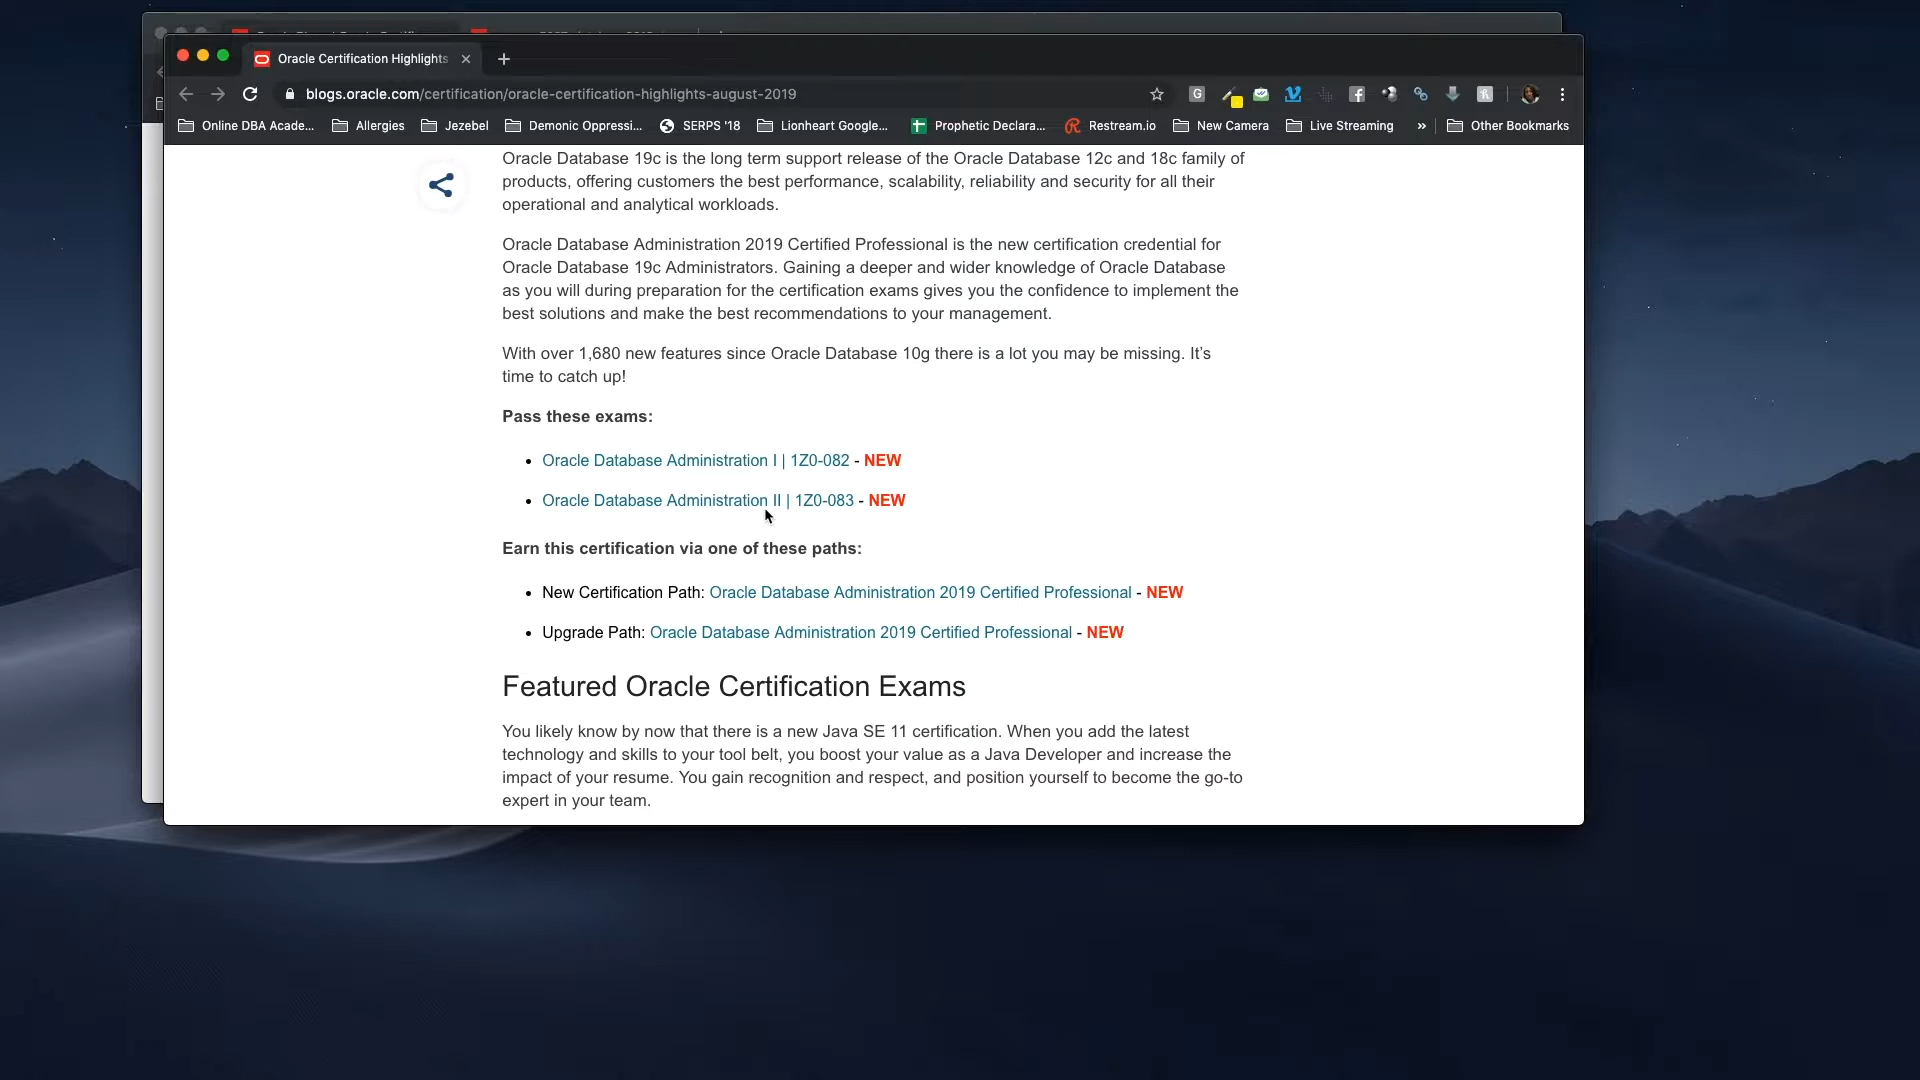 Oracle Certification Highlights
blogs.oracle.com/certification/oracle-certification-highlights-august-2019
Online DBA Acade...
Allergies
Jezebel
Demonic Oppressi...
SERPS '18
Lionheart Google...
Prophetic Declara...
Restream.io
New Camera
Live Streaming
»
Other Bookmarks
Oracle Database 19c is the long term support release of the Oracle Database 12c and 18c family of
products, offering customers the best performance, scalability, reliability and security for all their
operational and analytical workloads.
Oracle Database Administration 2019 Certified Professional is the new certification credential for
Oracle Database 19c Administrators. Gaining a deeper and wider knowledge of Oracle Database
as you will during preparation for the certification exams gives you the confidence to implement the
best solutions and make the best recommendations to your management.
With over 1,680 new features since Oracle Database 10g there is a lot you may be missing. It's
time to catch up!
Pass these exams:
• Oracle Database Administration I | 1Z0-082 - NEW
• Oracle Database Administration II | 1Z0-083 - NEW
Earn this certification via one of these paths:
• New Certification Path: Oracle Database Administration 2019 Certified Professional - NEW
• Upgrade Path: Oracle Database Administration 2019 Certified Professional - NEW
Featured Oracle Certification Exams
You likely know by now that there is a new Java SE 11 certification. When you add the latest
technology and skills to your tool belt, you boost your value as a Java Developer and increase the
impact of your resume. You gain recognition and respect, and position yourself to become the go-to
expert in your team.